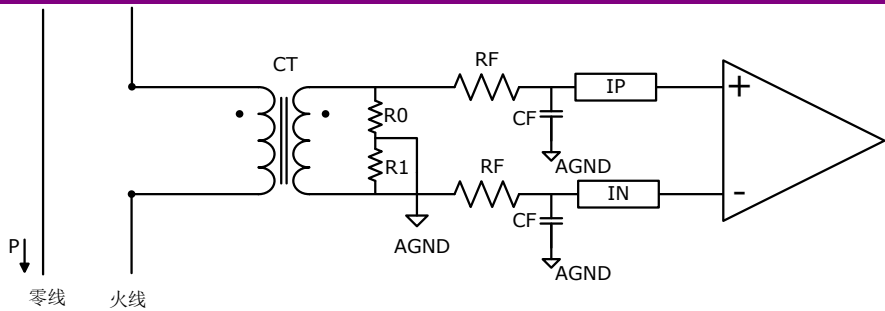 CT
RF
IP
R0
CF
AGND
R1
RF
IN
AGND
CF
AGND
P
零线
火线